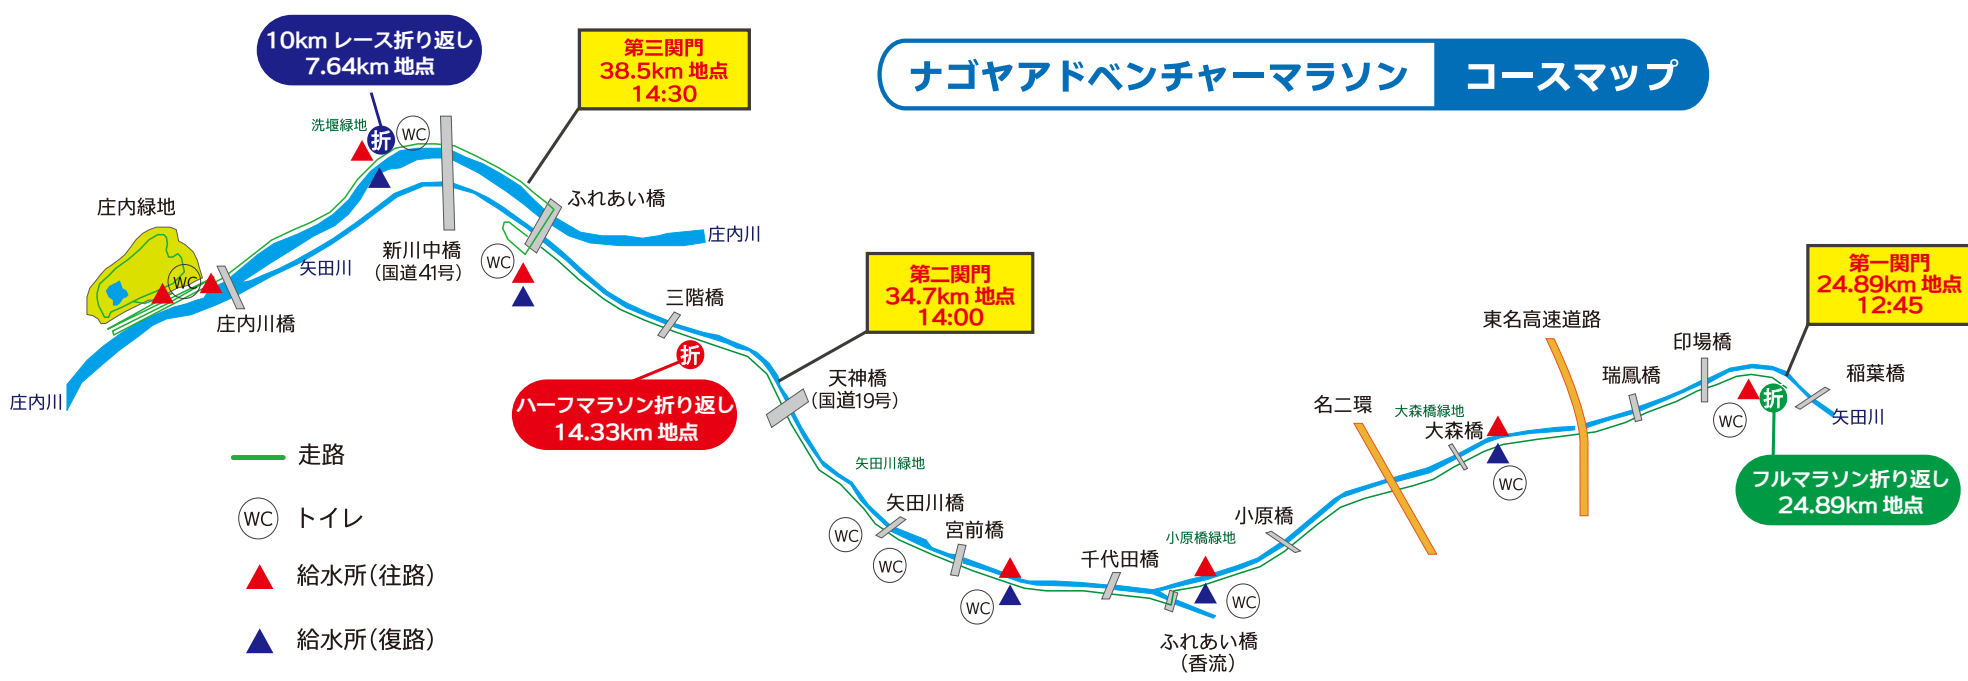 ナゴヤアドベンチャーマラソン コースマップ
10km レース折り返し
7.64km 地点
第三関門
38.5km 地点
14:30
洗堰緑地
折
WC
ふれあい橋
庄内緑地
WC
庄内川
新川中橋
(国道41号)
WC
矢田川
庄内川橋
三階橋
第二関門
34.7km 地点
14:00
第一関門
24.89km 地点
12:45
東名高速道路
印場橋
折
ハーフマラソン折り返し
14.33km 地点
天神橋
(国道19号)
瑞鳳橋
稲葉橋
折
矢田川
WC
名二環
大森橋緑地
大森橋
WC
庄内川
走路
矢田川緑地
フルマラソン折り返し
24.89km 地点
WC トイレ
矢田川橋
WC
WC
宮前橋
小原橋
小原橋緑地
千代田橋
WC
WC
給水所(往路)
給水所(復路)
ふれあい橋
(香流)